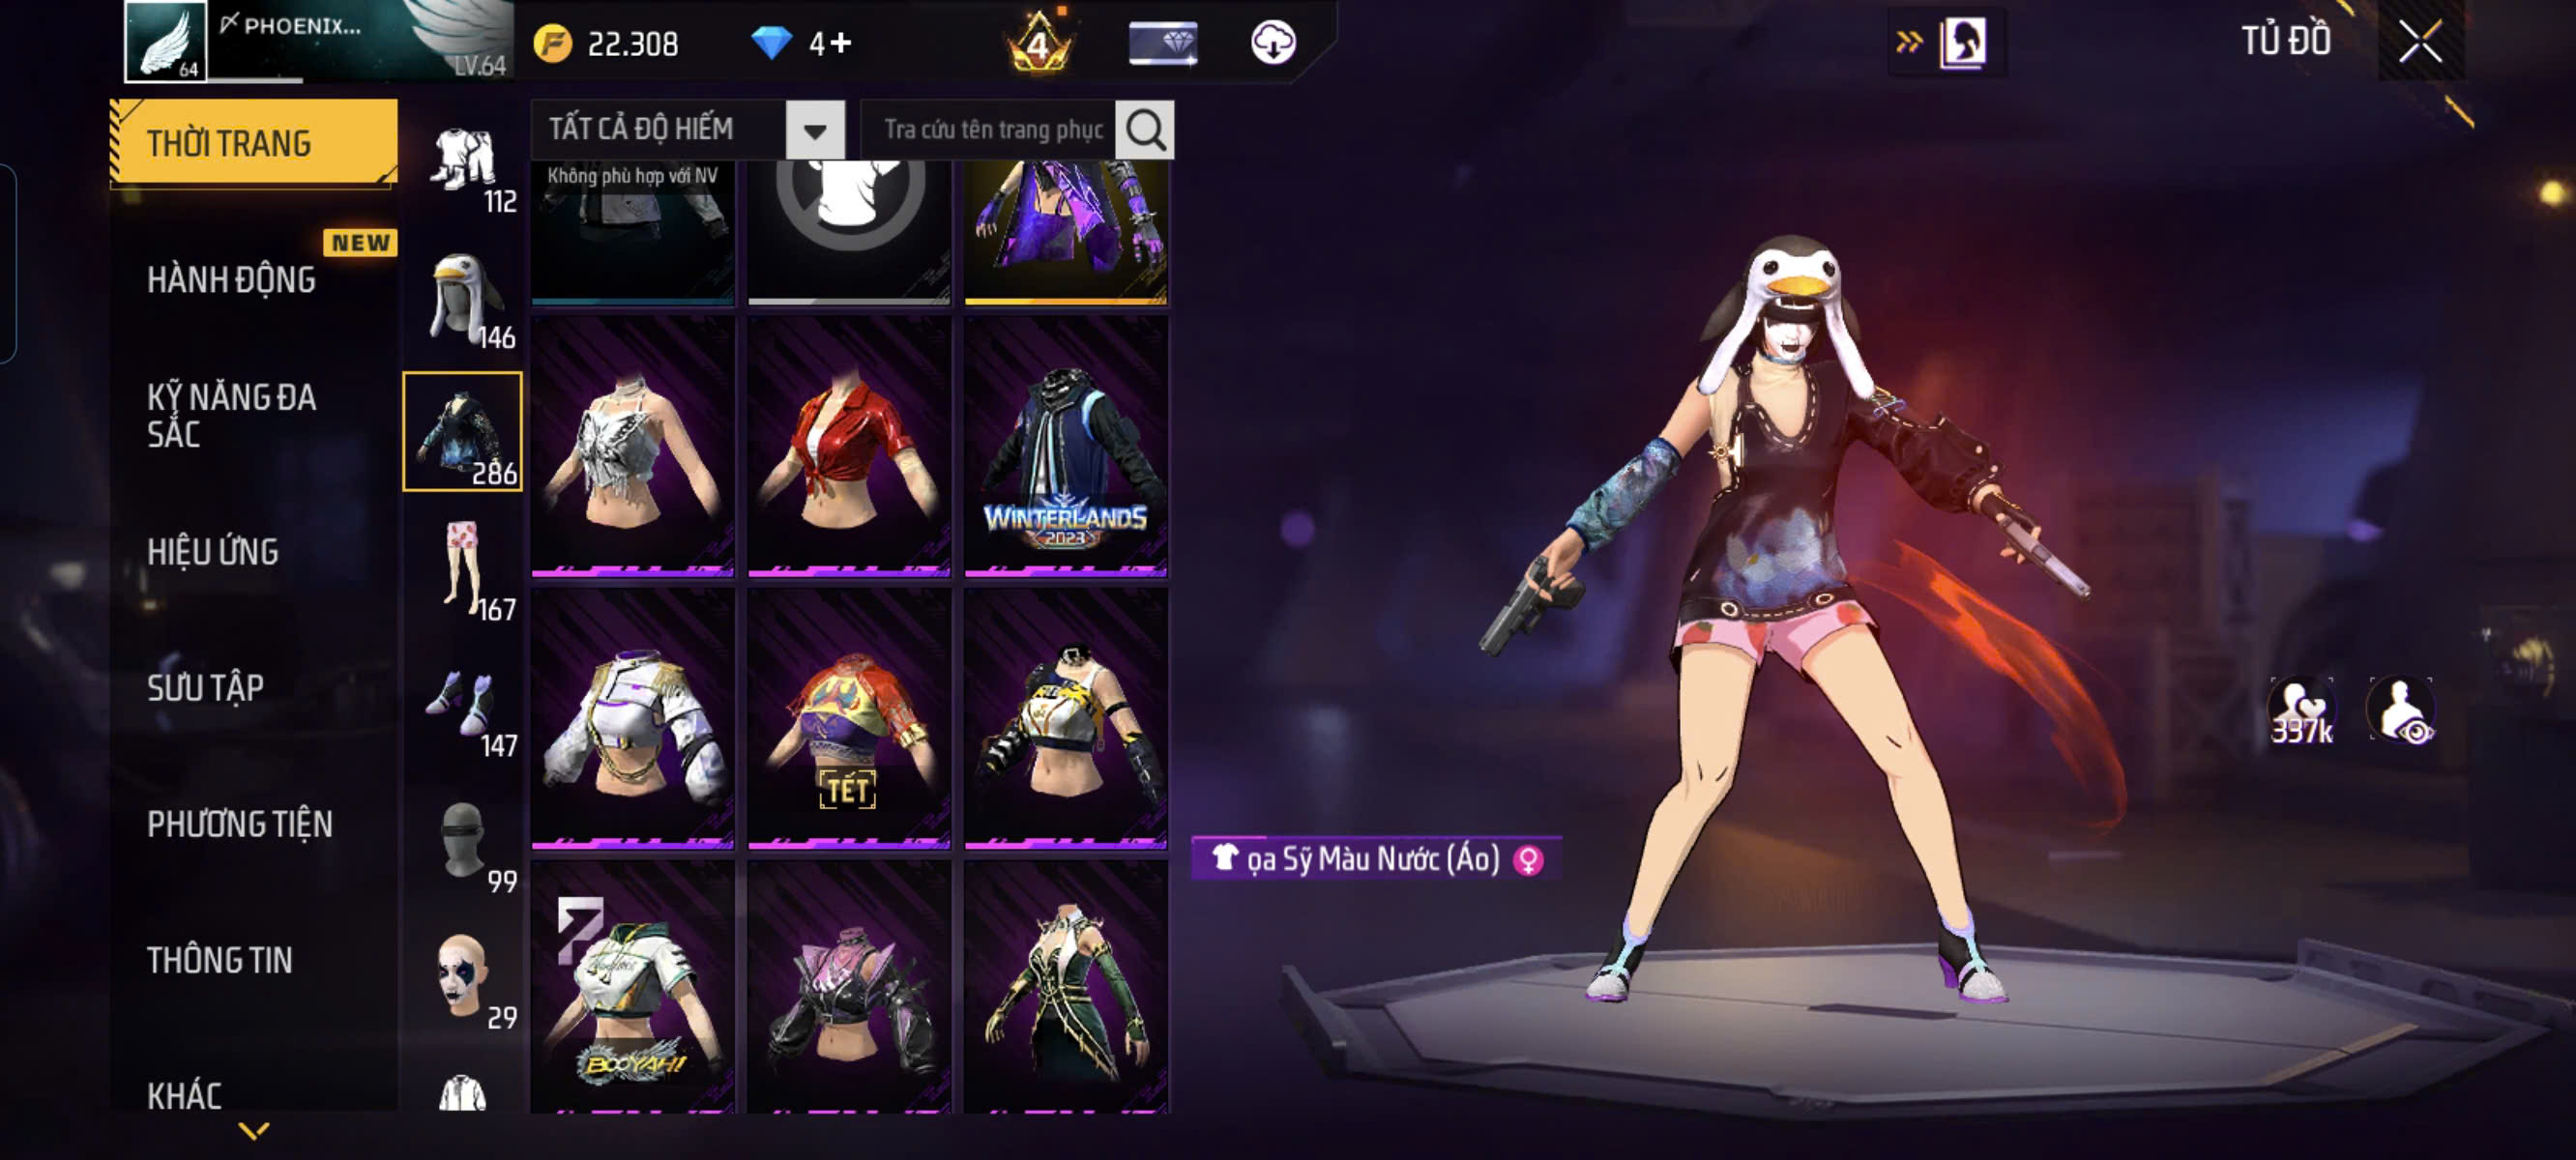 PHOENIX...
64
LV.64
22.308
4+
4
TỦ ĐỒ
THỜI TRANG
NEW
HÀNH ĐỘNG
KỸ NĂNG ĐA
SẮC
HIỆU ỨNG
SƯU TẬP
PHƯƠNG TIỆN
THÔNG TIN
KHÁC
112
146
286
167
147
99
29
TẤT CẢ ĐỘ HIẾM
Tra cứu tên trang phục
Không phù hợp với NV
WINTERLANDS
2023
TẾT
BOOYAH!
ọa Sỹ Màu Nước (Áo)
337k